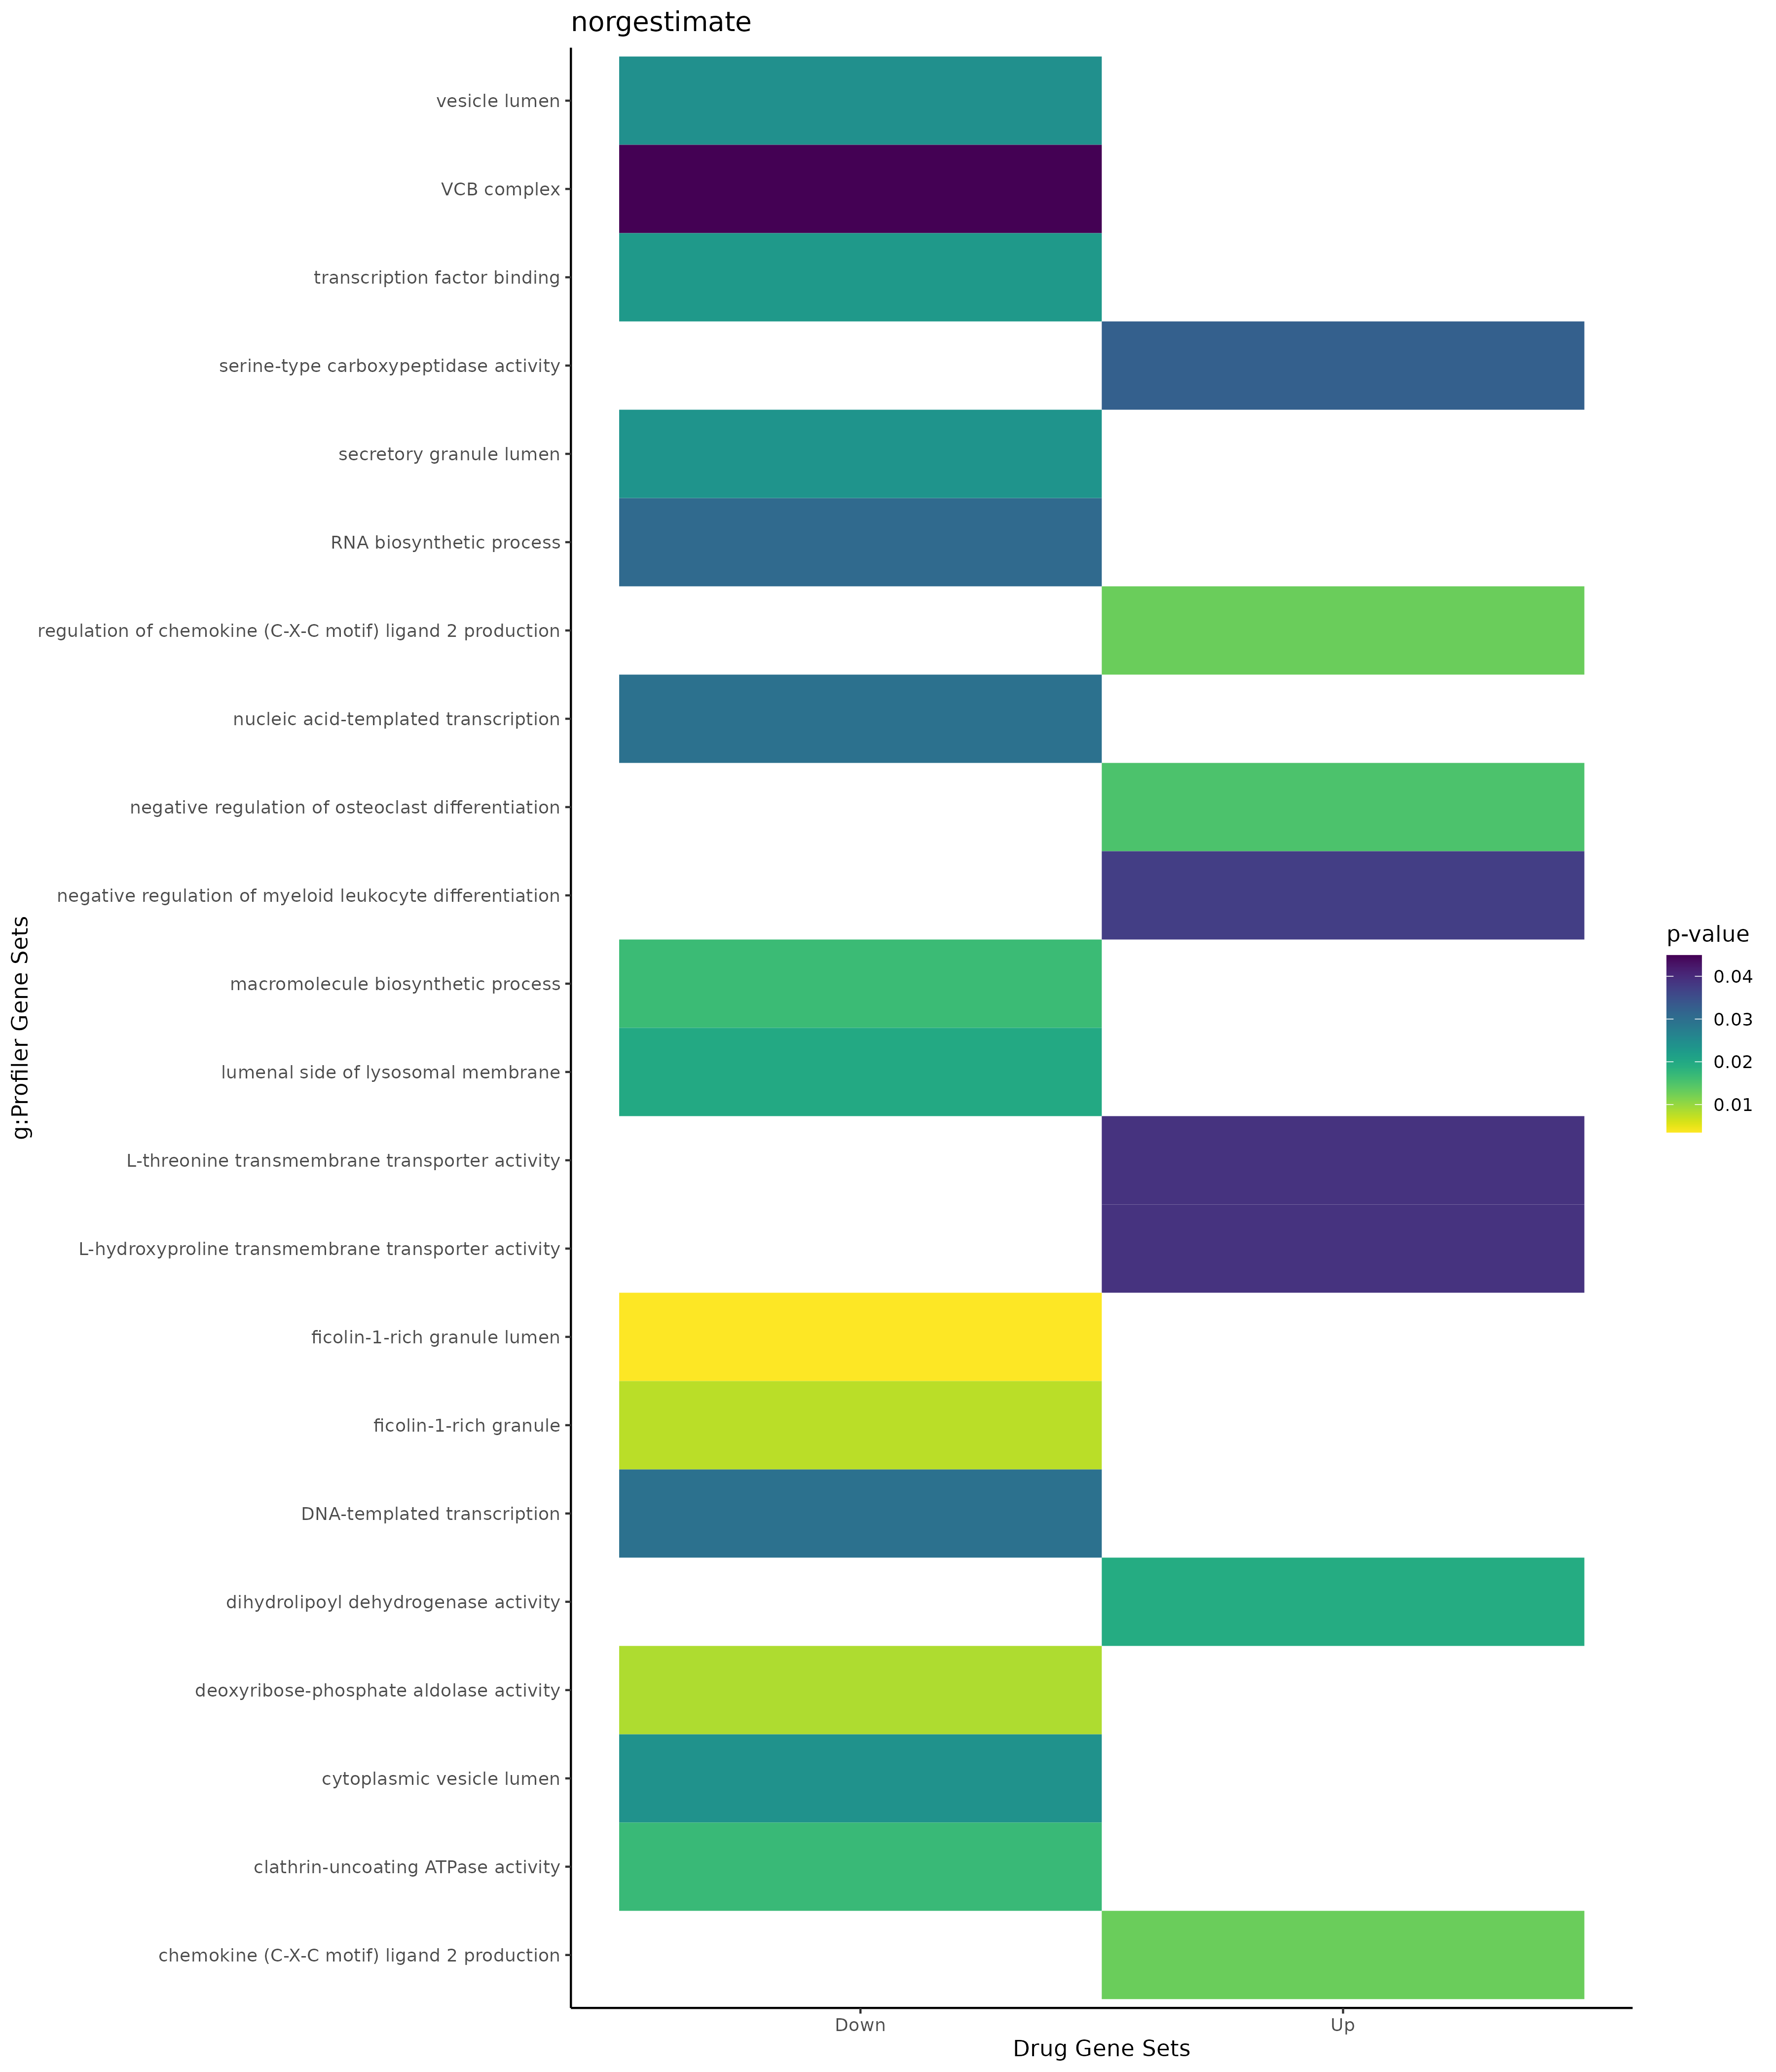 norgestimate
vesicle lumen
VCB complex
transcription factor binding
serine-type carboxypeptidase activity
secretory granule lumen
RNA biosynthetic process
regulation of chemokine (C-X-C motif) ligand 2 production
nucleic acid-templated transcription
negative regulation of osteoclast differentiation
negative regulation of myeloid leukocyte differentiation
macromolecule biosynthetic process
lumenal side of lysosomal membrane
L-threonine transmembrane transporter activity
L-hydroxyproline transmembrane transporter activity
ficolin-1-rich granule lumen
ficolin-1-rich granule
DNA-templated transcription
dihydrolipoyl dehydrogenase activity
deoxyribose-phosphate aldolase activity
cytoplasmic vesicle lumen
clathrin-uncoating ATPase activity
chemokine (C-X-C motif) ligand 2 production
g:Profiler Gene Sets
Down
Up
Drug Gene Sets
p-value
0.04
0.03
0.02
0.01